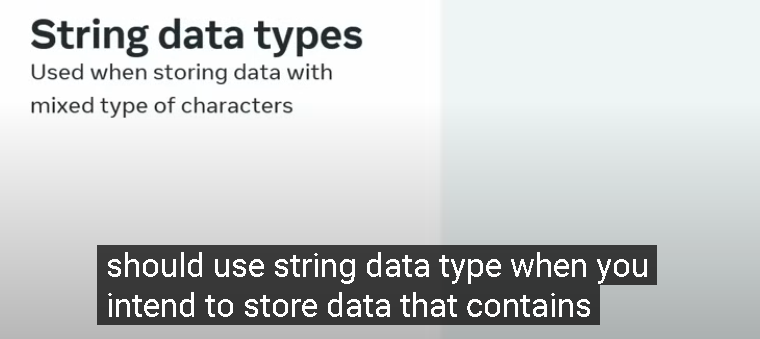 String data types
Used when storing data with
mixed type of characters
should use string data type when you
intend to store data that contains